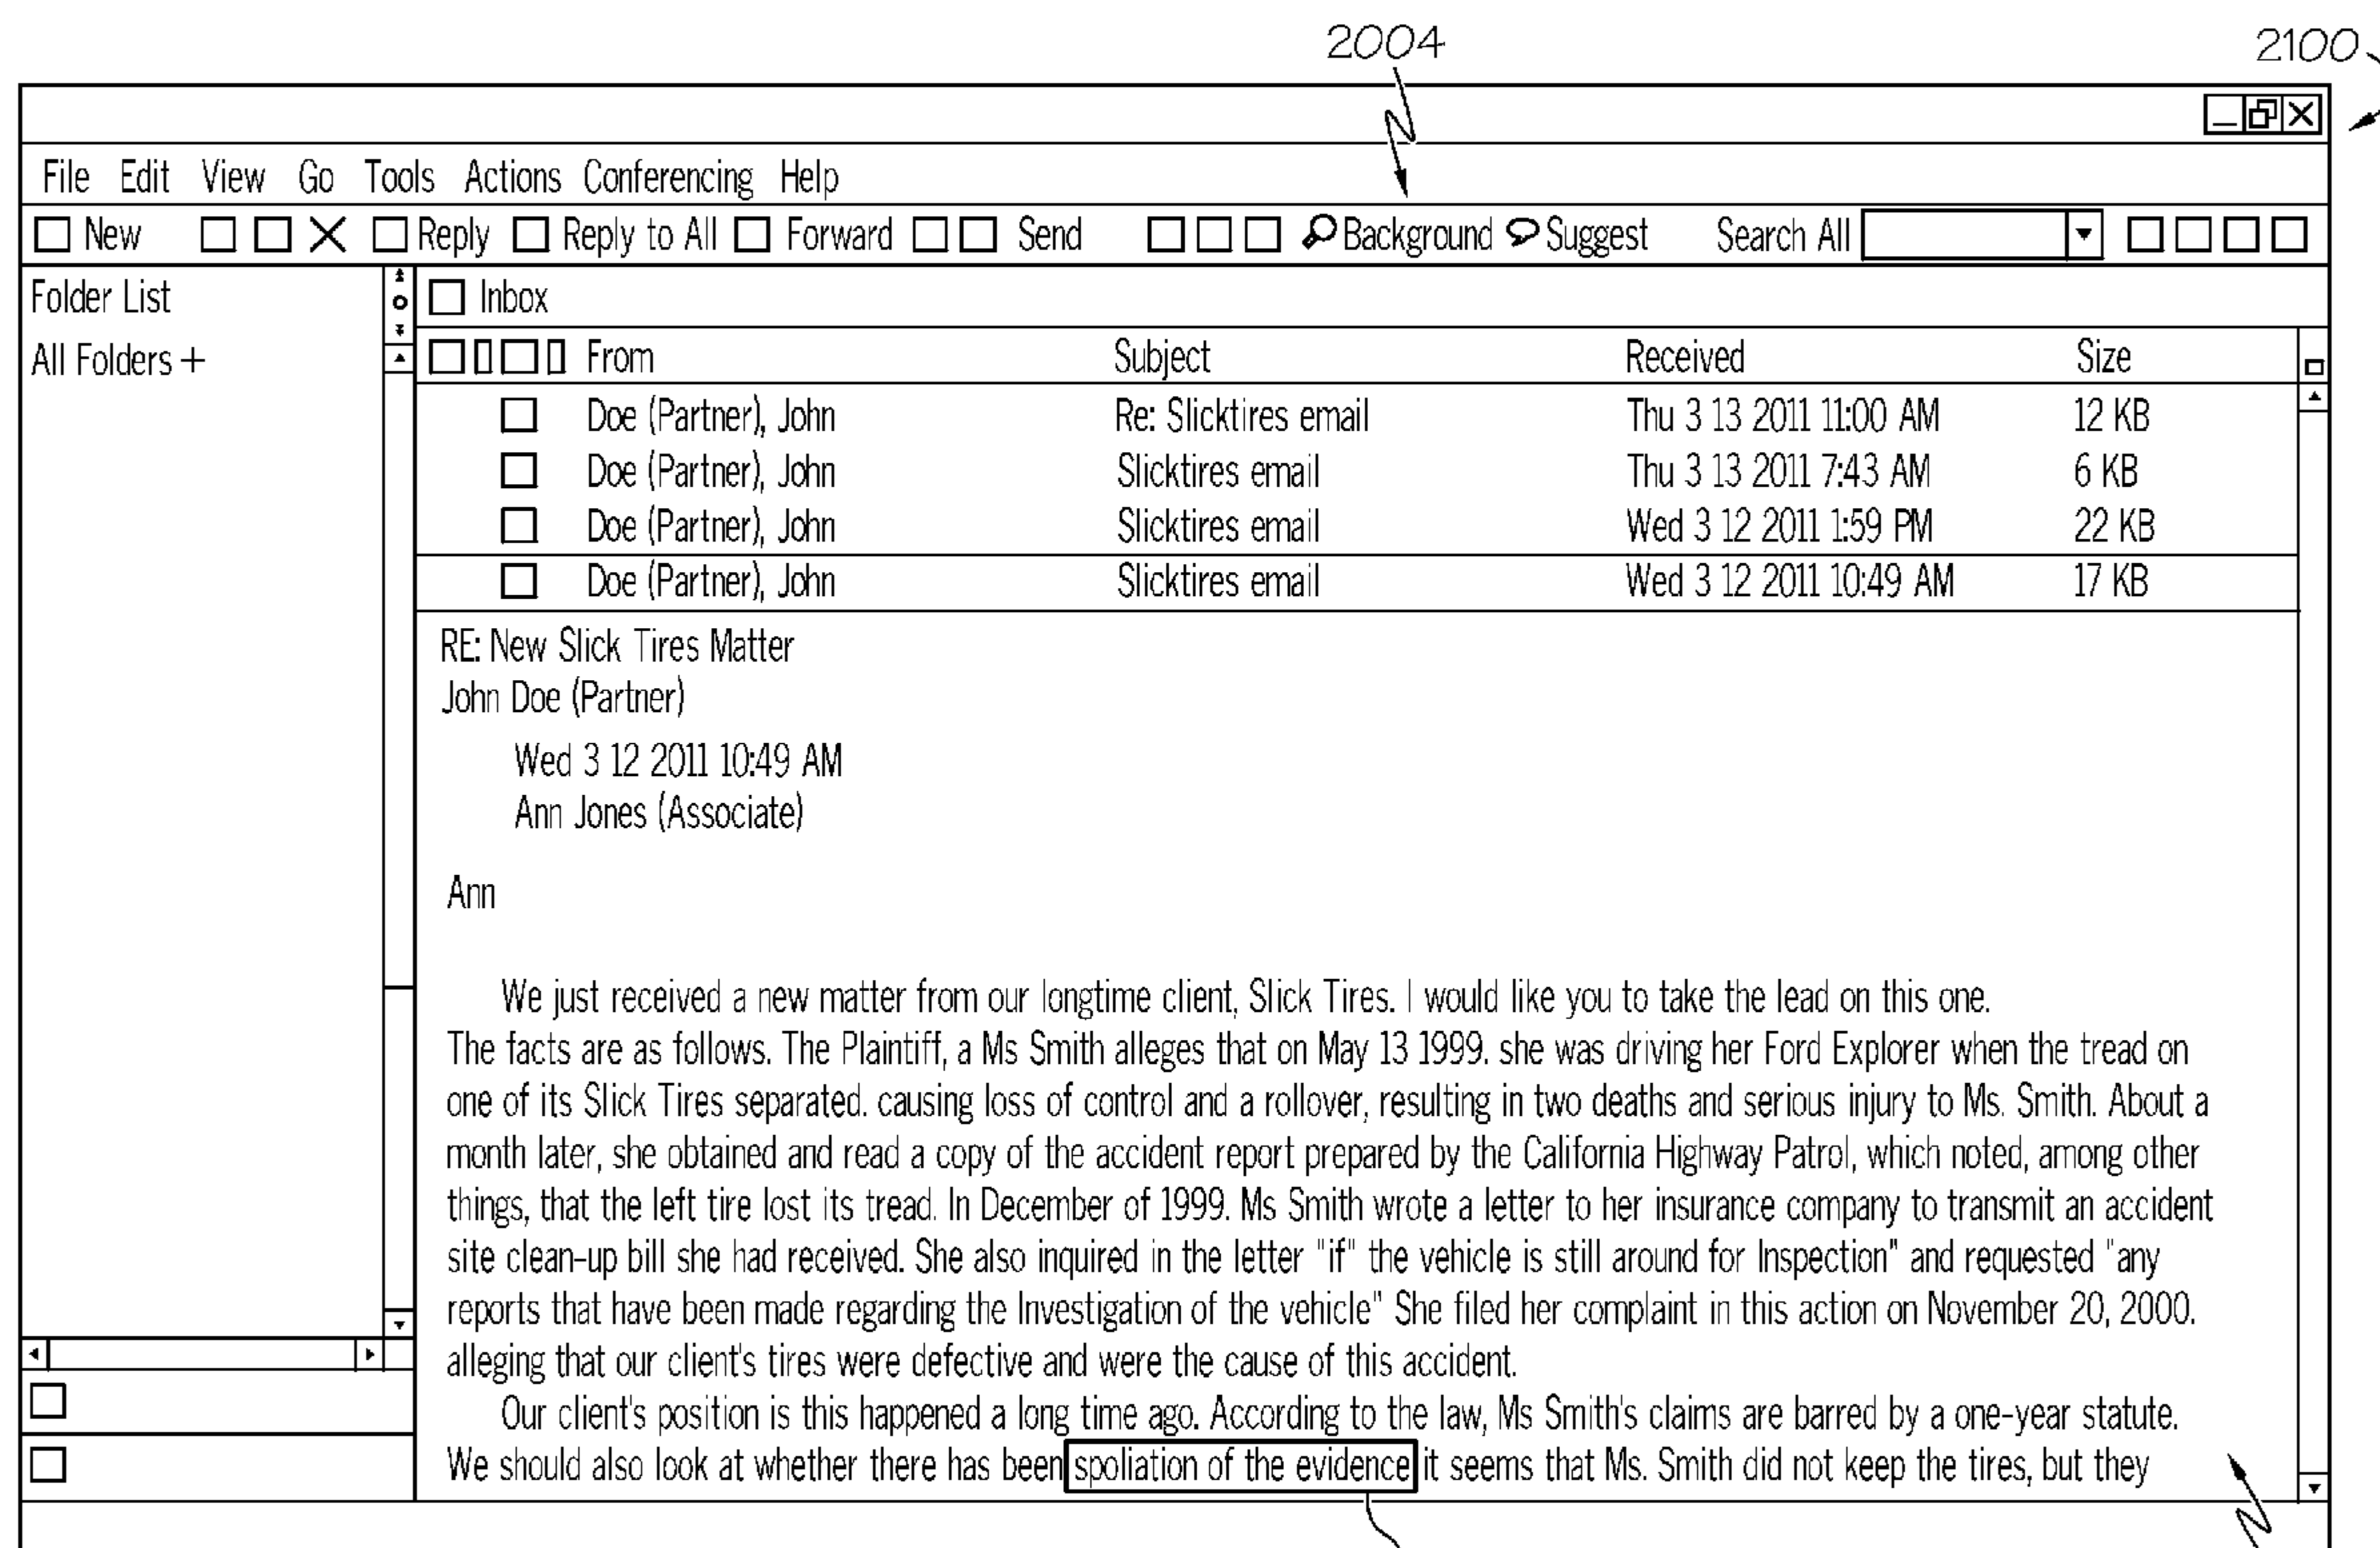 2004
2100
File Edit View Go Tools Actions Conferencing Help
New Reply Reply to All Forward Send Background Suggest Search All
Folder List
All Folders +
Inbox
From Subject Received Size
Doe (Partner), John Re: Slicktires email Thu 3 13 2011 11:00 AM 12 KB
Doe (Partner), John Slicktires email Thu 3 13 2011 7:43 AM 6 KB
Doe (Partner), John Slicktires email Wed 3 12 2011 1:59 PM 22 KB
Doe (Partner), John Slicktires email Wed 3 12 2011 10:49 AM 17 KB
RE: New Slick Tires Matter
John Doe (Partner)
Wed 3 12 2011 10:49 AM
Ann Jones (Associate)
Ann
We just received a new matter from our longtime client, Slick Tires. I would like you to take the lead on this one.
The facts are as follows. The Plaintiff, a Ms Smith alleges that on May 13 1999. she was driving her Ford Explorer when the tread on
one of its Slick Tires separated. causing loss of control and a rollover, resulting in two deaths and serious injury to Ms. Smith. About a
month later, she obtained and read a copy of the accident report prepared by the California Highway Patrol, which noted, among other
things, that the left tire lost its tread. In December of 1999. Ms Smith wrote a letter to her insurance company to transmit an accident
site clean-up bill she had received. She also inquired in the letter "if" the vehicle is still around for Inspection" and requested "any
reports that have been made regarding the Investigation of the vehicle" She filed her complaint in this action on November 20, 2000.
alleging that our client's tires were defective and were the cause of this accident.
Our client's position is this happened a long time ago. According to the law, Ms Smith's claims are barred by a one-year statute.
We should also look at whether there has been spoliation of the evidence it seems that Ms. Smith did not keep the tires, but they